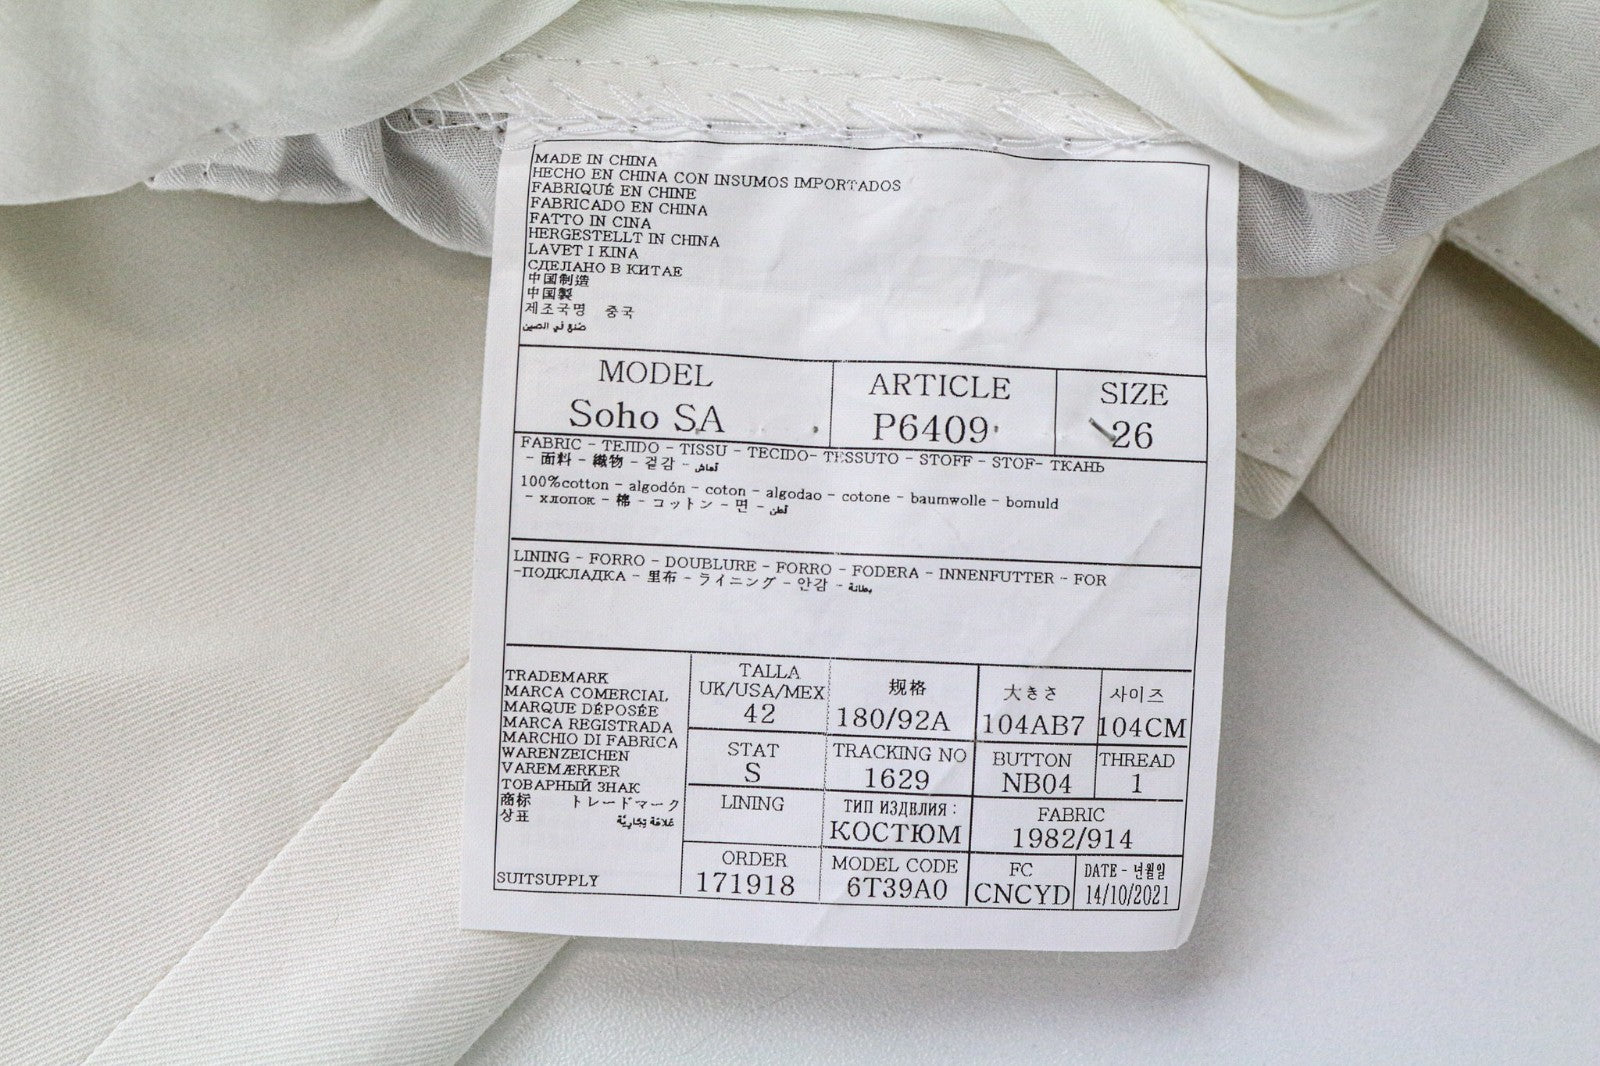 MADE IN CHINA
HECHO EN CHINA CON INSUMOS IMPORTADOS
FABRIQUÉ EN CHINE
FABRICADO EN CHINA
FATTO IN CINA
HERGESTELLT IN CHINA
LAVET I KINA
СДЕЛАНО В КИТАЕ
中国制造
中国製
제조국명 중국
صنع في الصين
MODEL
Soho SA
ARTICLE
P6409
SIZE
26
FABRIC - TEJIDO - TISSU - TECIDO- TESSUTO - STOFF - STOF- ТКАНЬ
- 面料 - 織物 - 겉감 - قماش
100%cotton - algodón - coton - algodao - cotone - baumwolle - bomuld
- хлопок - 棉 - コットン - 면 - قطن
LINING - FORRO - DOUBLURE - FORRO - FODERA - INNENFUTTER - FOR
-ПОДКЛАДКА - 里布 - ライニング - 안감 - بطانة
TRADEMARK
MARCA COMERCIAL
MARQUE DÉPOSÉE
MARCA REGISTRADA
MARCHIO DI FABRICA
WARENZEICHEN
VAREMÆRKER
ТОВАРНЫЙ ЗНАК
商标 トレードマーク
상표 علامة تجارية
SUITSUPPLY
TALLA
UK/USA/MEX
42
规格
180/92A
大きさ
104AB7
사이즈
104CM
STAT
S
TRACKING NO
1629
BUTTON
NB04
THREAD
1
LINING
ТИП ИЗДЕЛИЯ :
КОСТЮМ
FABRIC
1982/914
ORDER
171918
MODEL CODE
6T39A0
FC
CNCYD
DATE - 년월일
14/10/2021